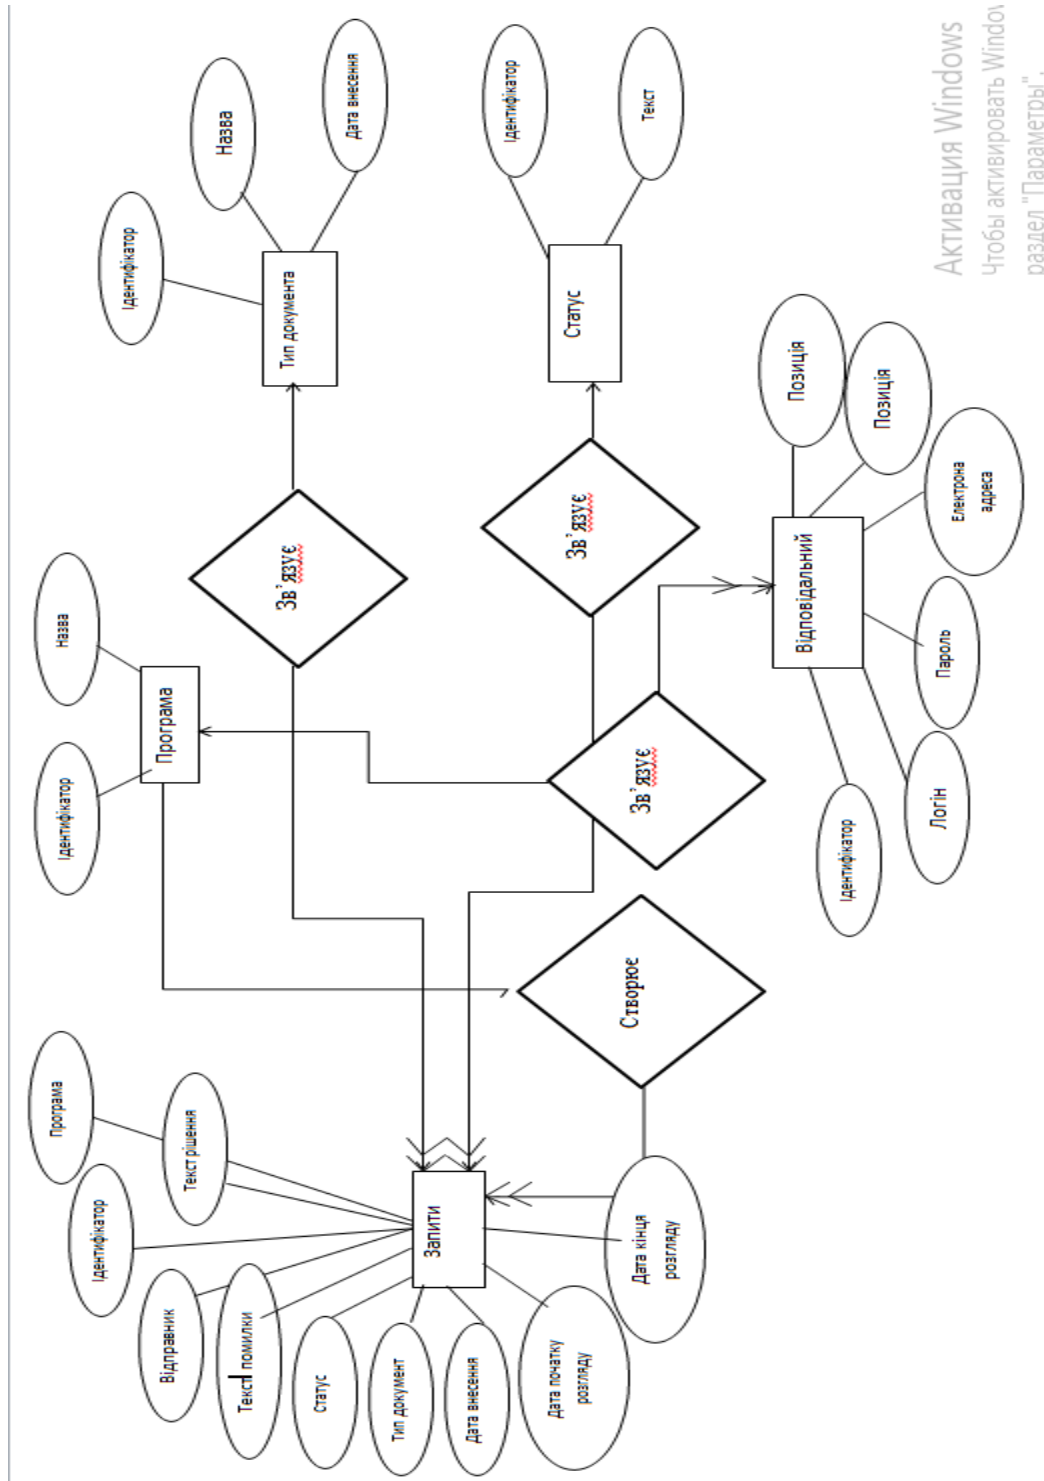 Ідентифікатор
Назва
Дата внесення
Тип документа
Ідентифікатор
Текст
Статус
Активация Windows
Чтобы активировать Window
раздел "Параметры".
Назва
Ідентифікатор
Програма
Зв’язує
Зв’язує
Зв’язує
Позиція
Позиція
Електрона
адреса
Пароль
Логін
Ідентифікатор
Відповідальний
Створює
Програма
Текст рішення
Ідентифікатор
Відправник
Текст помилки
Статус
Тип документ
Дата внесення
Дата початку
розгляду
Дата кінця
розгляду
Запити